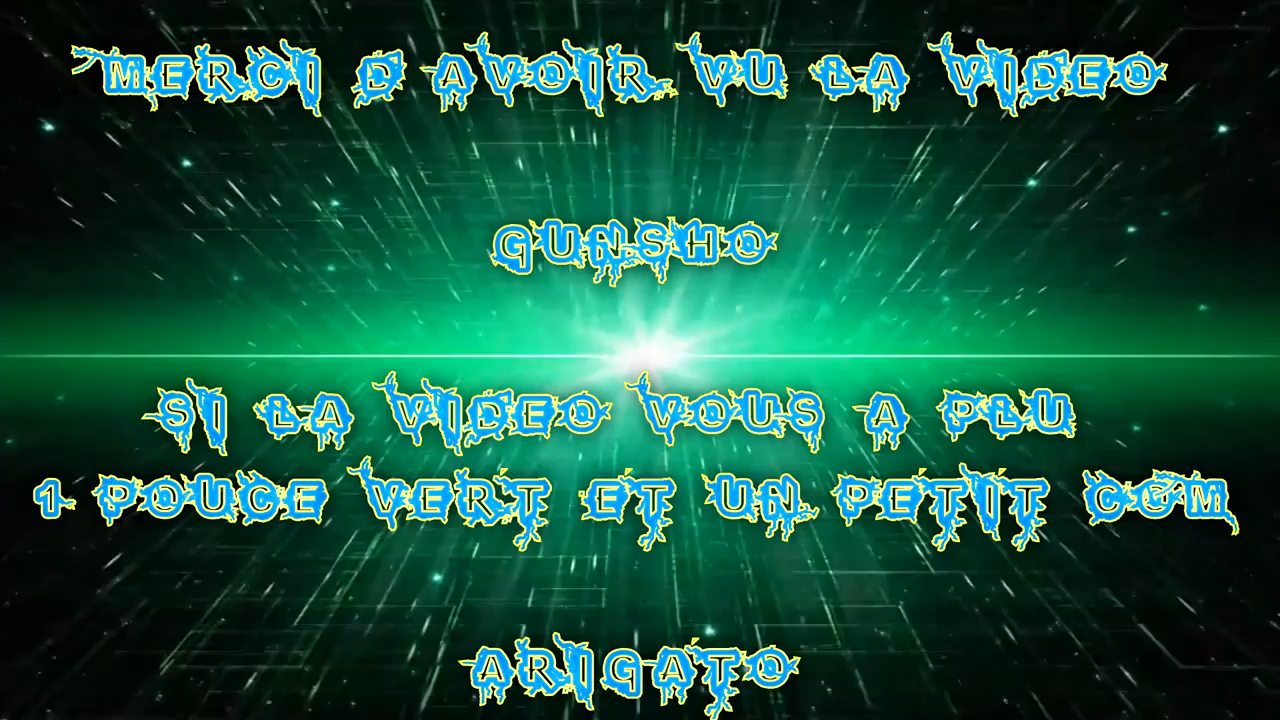 MERCI D AVOIR VU LA VIDEO
GUNSHO
SI LA VIDEO VOUS A PLU
1 POUCE VERT ET UN PETIT COM
ARIGATO